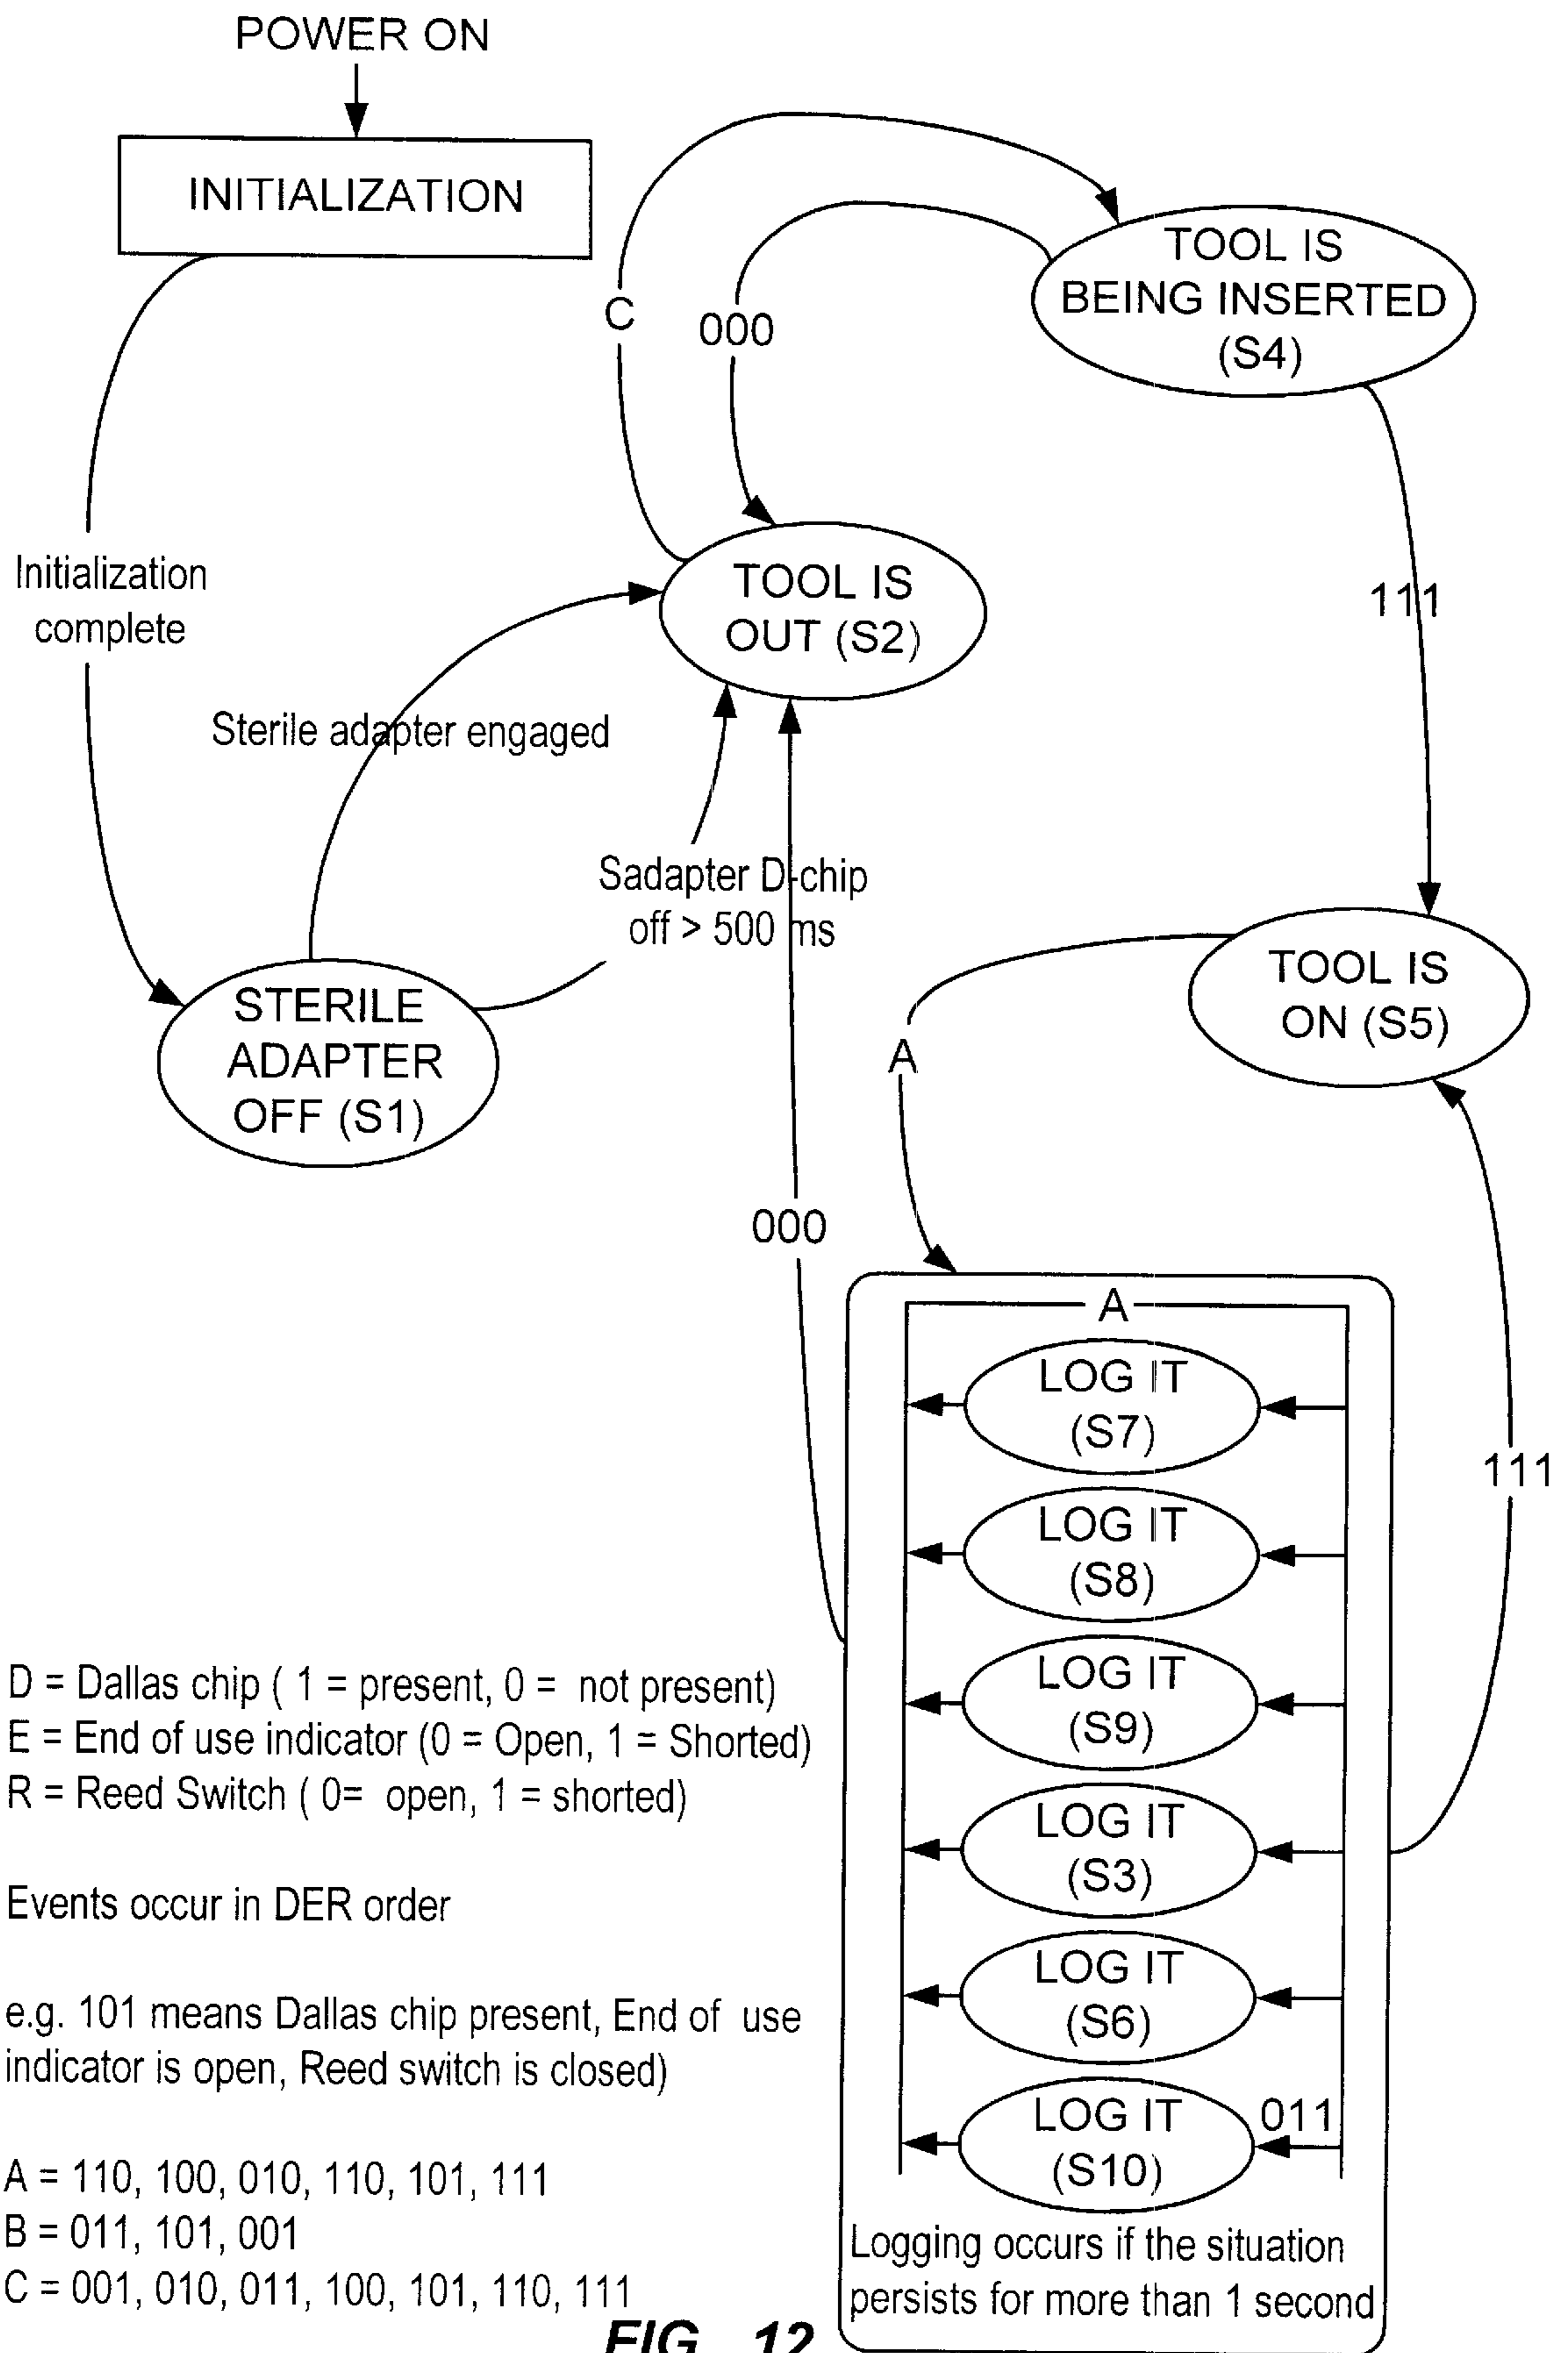 POWER ON
INITIALIZATION
TOOL IS
BEING INSERTED
(S4)
C
000
Initialization
complete
TOOL IS
OUT (S2)
111
Sterile adapter engaged
Sadapter D-chip
off > 500 ms
STERILE
ADAPTER
OFF (S1)
TOOL IS
ON (S5)
A
000
A
LOG IT
(S7)
111
LOG IT
(S8)
LOG IT
(S9)
LOG IT
(S3)
LOG IT
(S6)
LOG IT
(S10)
011
Logging occurs if the situation
persists for more than 1 second
D = Dallas chip ( 1 = present, 0 = not present)
E = End of use indicator (0 = Open, 1 = Shorted)
R = Reed Switch ( 0= open, 1 = shorted)
Events occur in DER order
e.g. 101 means Dallas chip present, End of use
indicator is open, Reed switch is closed)
A = 110, 100, 010, 110, 101, 111
B = 011, 101, 001
C = 001, 010, 011, 100, 101, 110, 111
FIG. 12